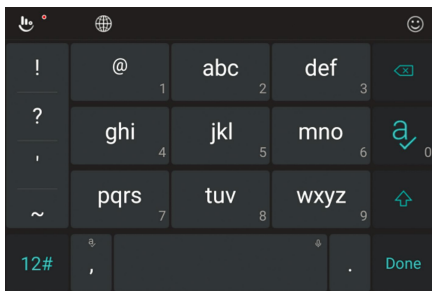 ! @ 1 abc 2 def 3
? ghi 4 jkl 5 mno 6 a 0
'
~ pqrs 7 tuv 8 wxyz 9
12# a , . Done